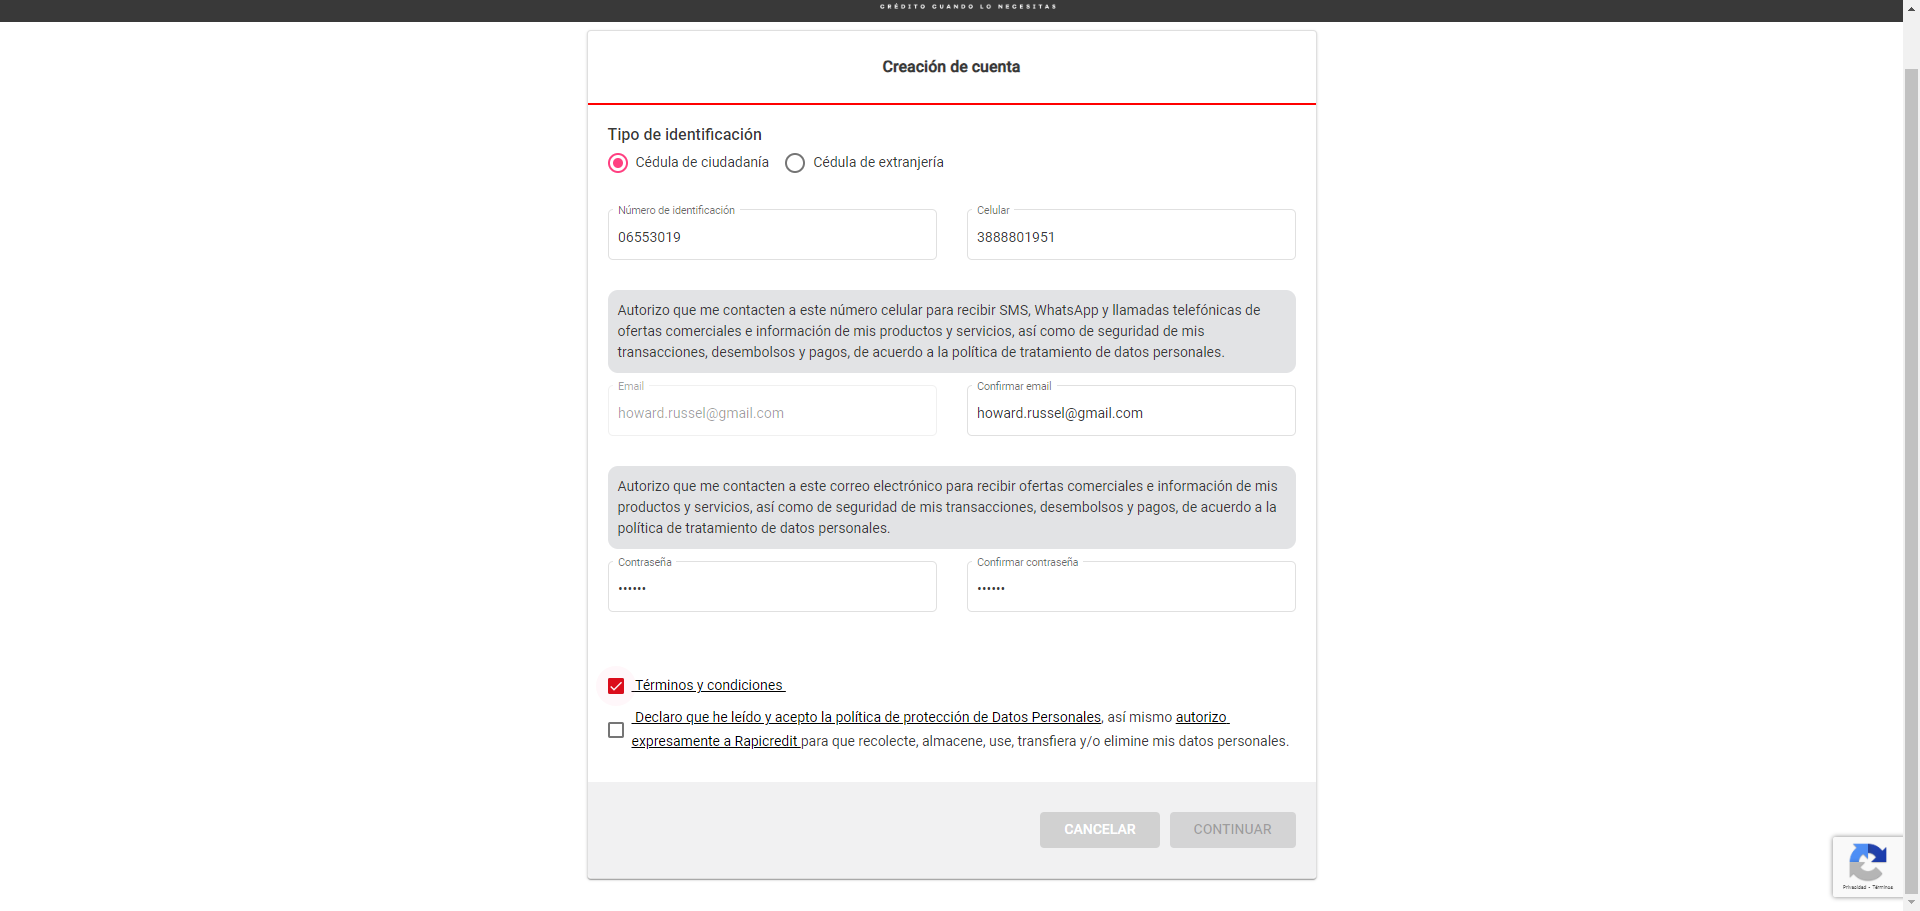 CRÉDITO CUANDO LO NECESITAS
Creación de cuenta
Tipo de identificación
Cédula de ciudadanía
Cédula de extranjería
Número de identificación
06553019
Celular
3888801951
Autorizo que me contacten a este número celular para recibir SMS, WhatsApp y llamadas telefónicas de
ofertas comerciales e información de mis productos y servicios, así como de seguridad de mis
transacciones, desembolsos y pagos, de acuerdo a la política de tratamiento de datos personales.
Email
howard.russel@gmail.com
Confirmar email
howard.russel@gmail.com
Autorizo que me contacten a este correo electrónico para recibir ofertas comerciales e información de mis
productos y servicios, así como de seguridad de mis transacciones, desembolsos y pagos, de acuerdo a la
política de tratamiento de datos personales.
Contraseña
••••••
Confirmar contraseña
••••••
Términos y condiciones
Declaro que he leído y acepto la política de protección de Datos Personales, así mismo autorizo
expresamente a Rapicredit para que recolecte, almacene, use, transfiera y/o elimine mis datos personales.
CANCELAR
CONTINUAR
Privacidad - Términos